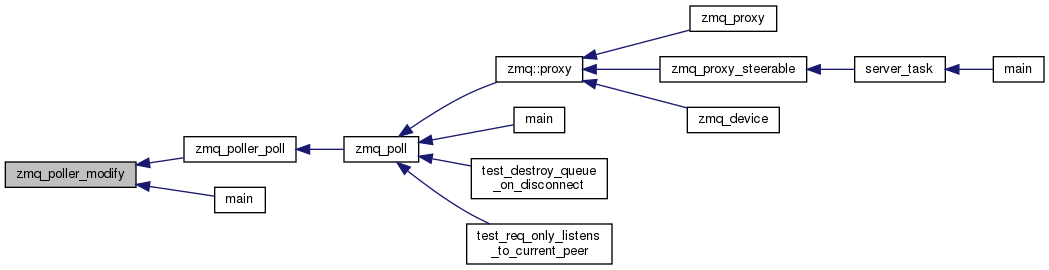 zmq_proxy
zmq::proxy
zmq_proxy_steerable
server_task
main
main
zmq_device
zmq_poller_poll
zmq_poll
zmq_poller_modify
test_destroy_queue
_on_disconnect
main
test_req_only_listens
_to_current_peer